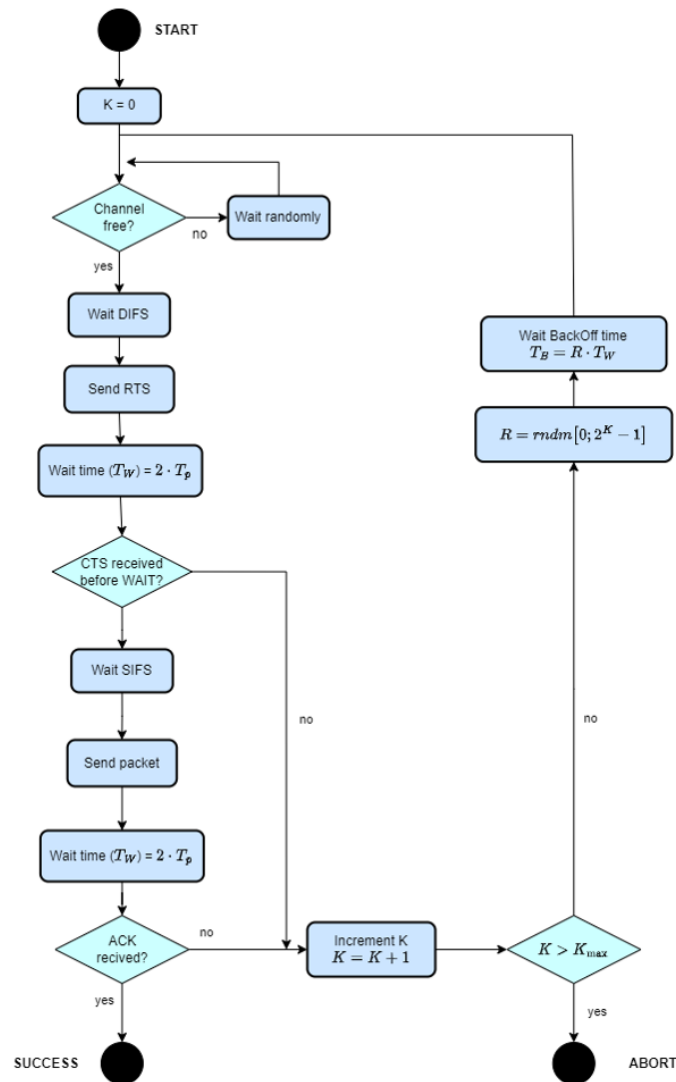 START
K = 0
Channel
free?
no
Wait randomly
yes
Wait DIFS
Send RTS
Wait time (T_W) = 2 · T_p
CTS received
before WAIT?
Wait SIFS
no
Send packet
Wait time (T_W) = 2 · T_p
ACK
recived?
no
yes
SUCCESS
Increment K
K = K + 1
K > K_max
yes
ABORT
no
R = rndm[0; 2^K − 1]
Wait BackOff time
T_B = R · T_W